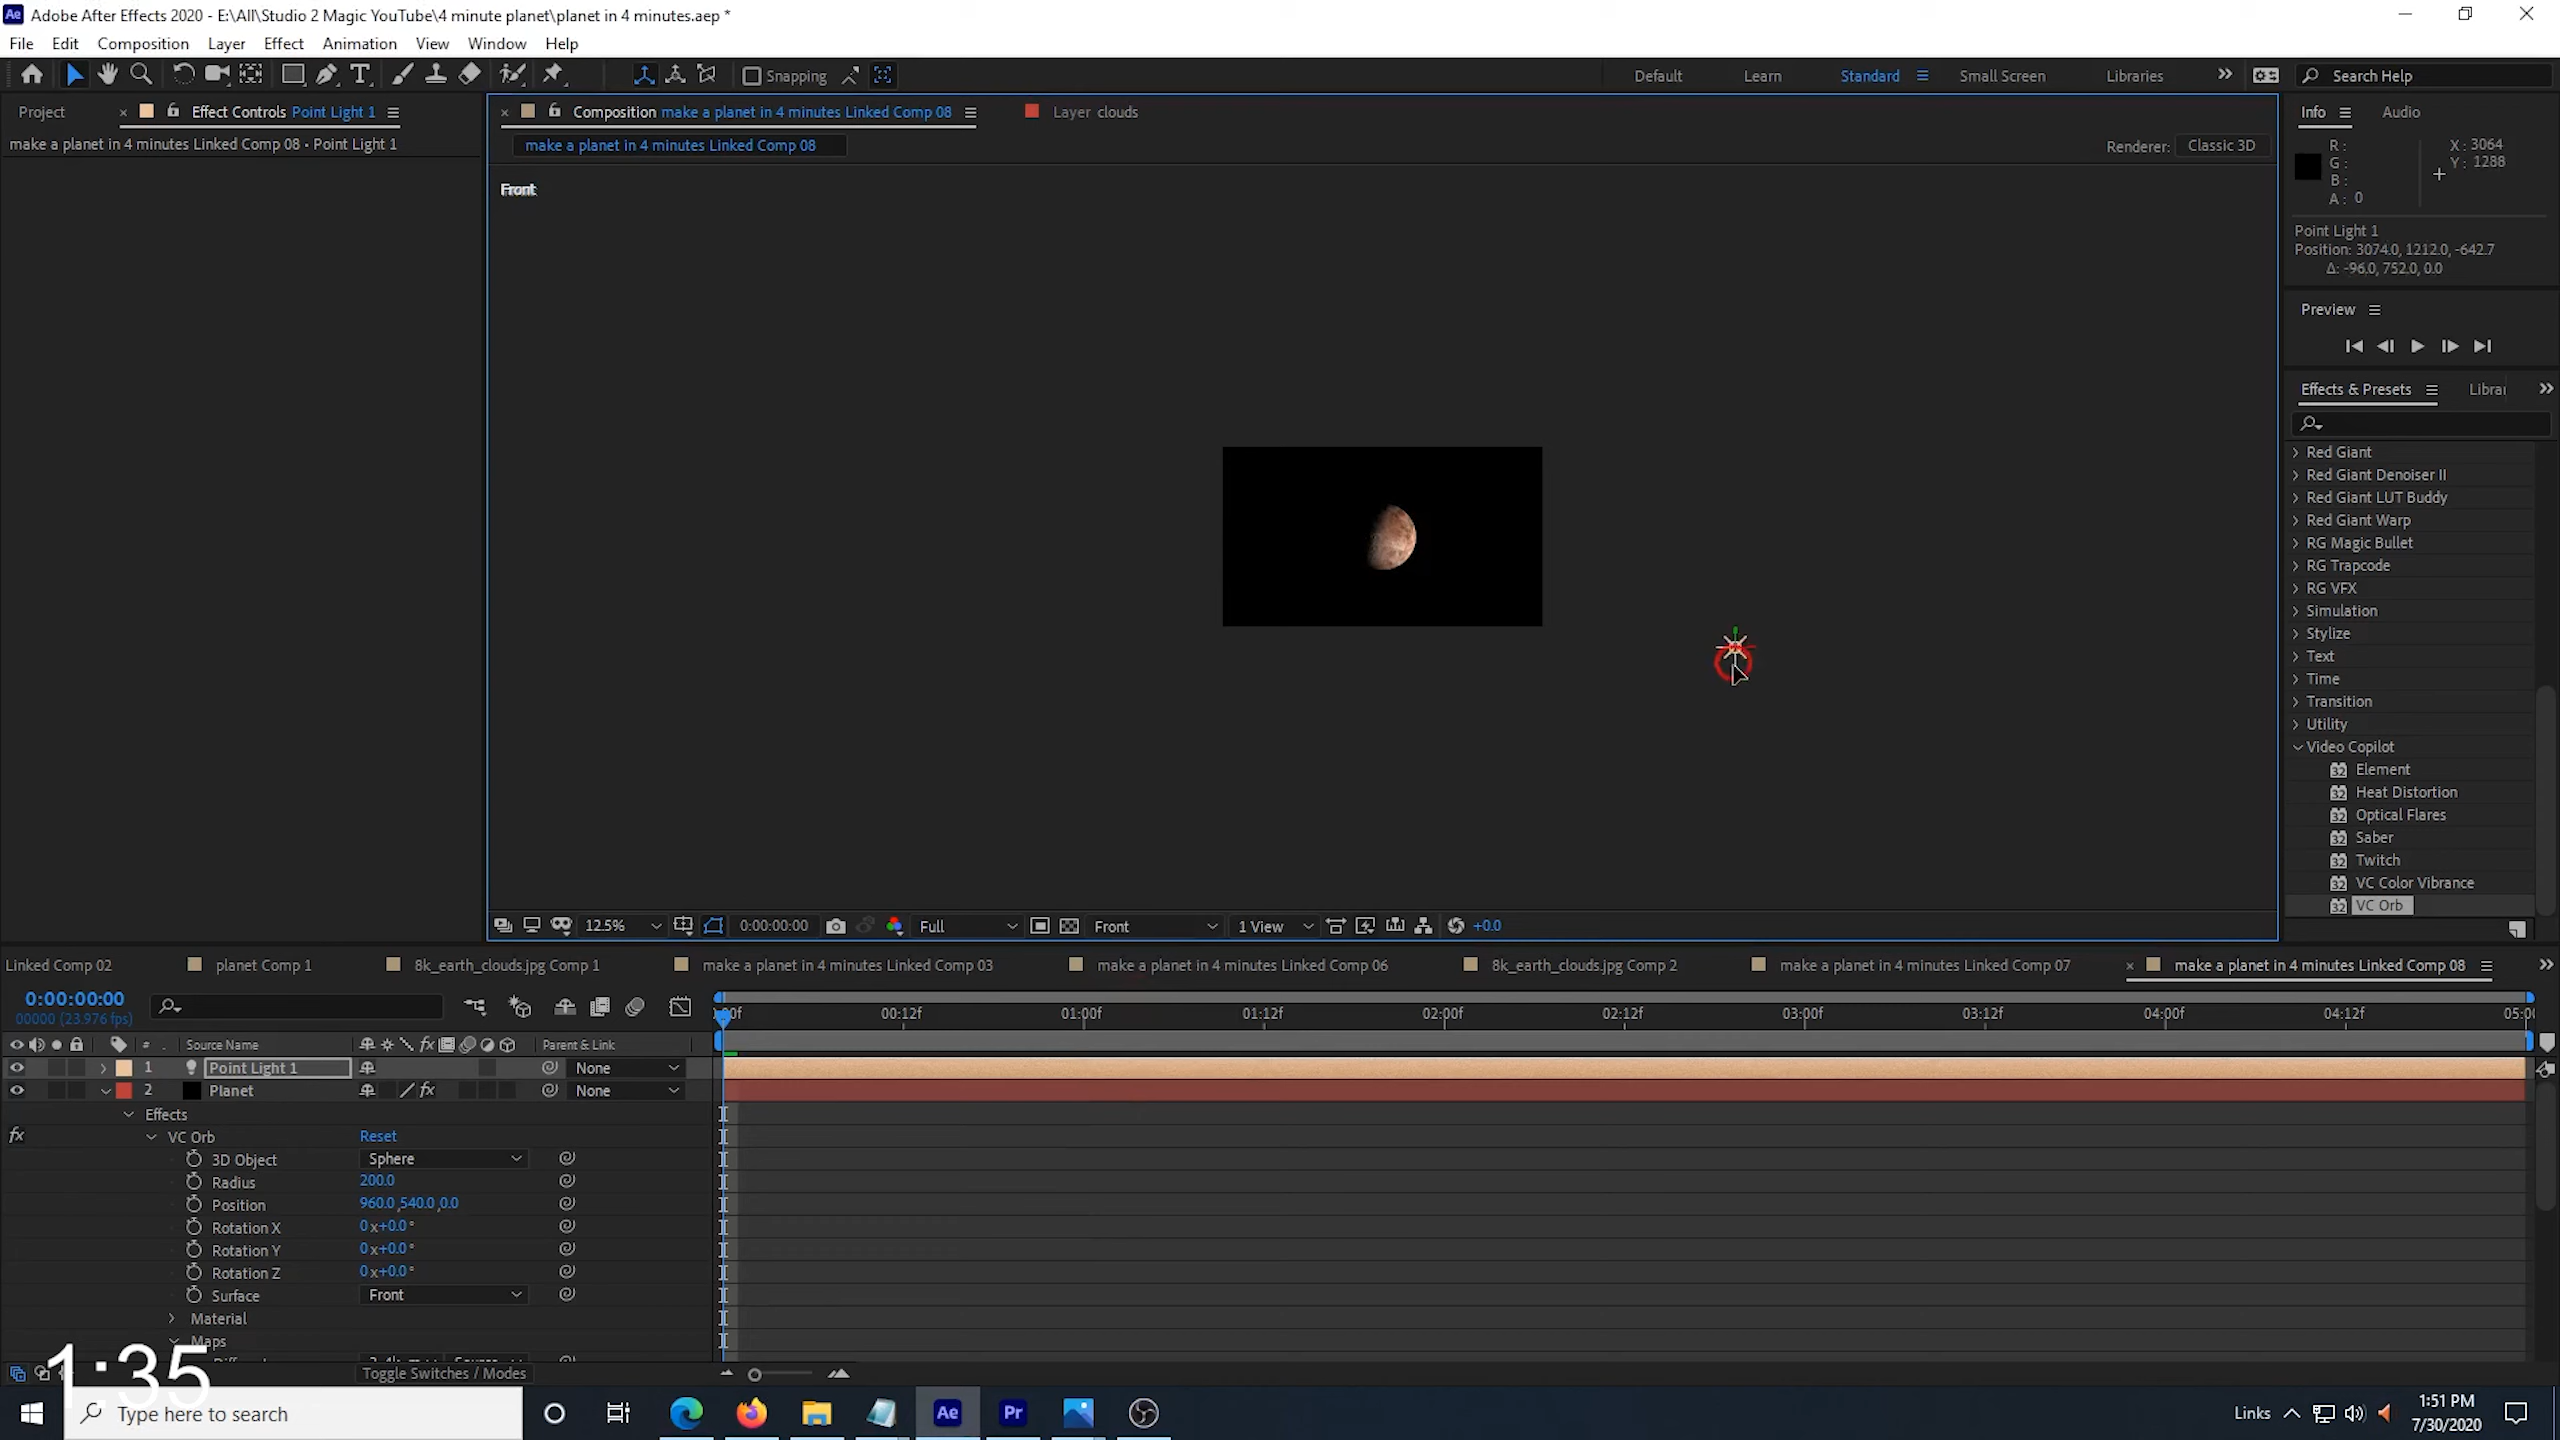 Adobe After Effects 2020 - E:\All\Studio 2 Magic YouTube\4 minute planet\planet in 4 minutes.aep *
File Edit Composition Layer Effect Animation View Window Help
Snapping
Default Learn Standard Small Screen Libraries Search Help
Project
Effect Controls Point Light 1
make a planet in 4 minutes Linked Comp 08 • Point Light 1
Composition make a planet in 4 minutes Linked Comp 08
Layer clouds
make a planet in 4 minutes Linked Comp 08
Renderer: Classic 3D
Front
Info Audio
R :
G :
B :
A : 0
X : 3064
Y : 1288
Point Light 1
Position: 3074.0, 1212.0, -642.7
Δ: -96.0, 752.0, 0.0
Preview
Effects & Presets
Red Giant
Red Giant Denoiser II
Red Giant LUT Buddy
Red Giant Warp
RG Magic Bullet
RG Trapcode
RG VFX
Simulation
Stylize
Text
Time
Transition
Utility
Video Copilot
Element
Heat Distortion
Optical Flares
Saber
Twitch
VC Color Vibrance
VC Orb
12.5% 0:00:00:00 Full Front 1 View +0.0
Linked Comp 02
planet Comp 1
8k_earth_clouds.jpg Comp 1
make a planet in 4 minutes Linked Comp 03
make a planet in 4 minutes Linked Comp 06
8k_earth_clouds.jpg Comp 2
make a planet in 4 minutes Linked Comp 07
make a planet in 4 minutes Linked Comp 08
0:00:00:00
00000 (23.976 fps)
00:12f 01:00f 01:12f 02:00f 02:12f 03:00f 03:12f 04:00f 04:12f
# Source Name Parent & Link
1 Point Light 1 None
2 Planet None
Effects
fx VC Orb Reset
3D Object Sphere
Radius 200.0
Position 960.0,540.0,0.0
Rotation X 0x+0.0°
Rotation Y 0x+0.0°
Rotation Z 0x+0.0°
Surface Front
Material
Maps
Toggle Switches / Modes
1:35
Type here to search
Ae
Pr
Links
1:51 PM
7/30/2020